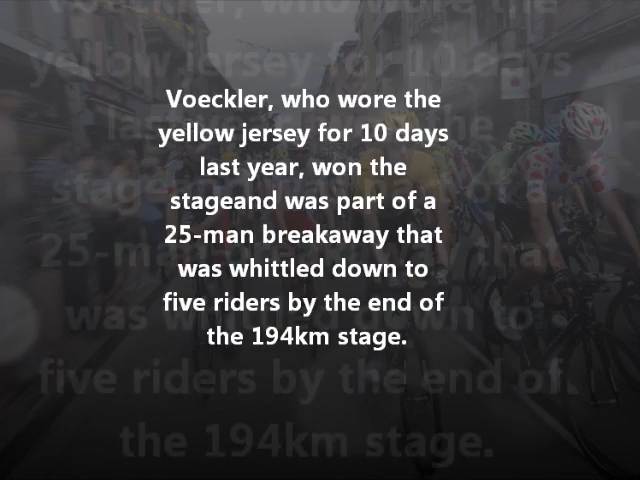 Voeckler, who wore the
yellow jersey for 10 days
last year, won the
stageand was part of a
25-man breakaway that
was whittled down to
five riders by the end of
the 194km stage.